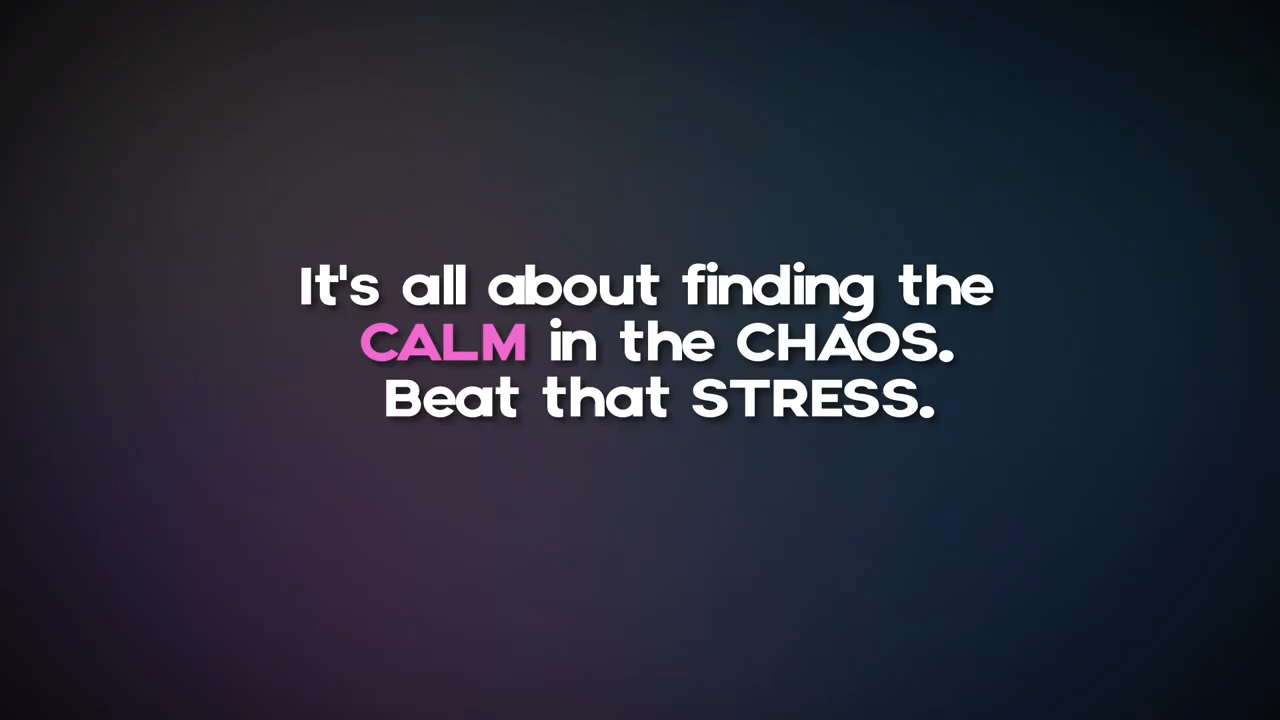 It's all about finding the
CALM in the CHAOS.
Beat that STRESS.